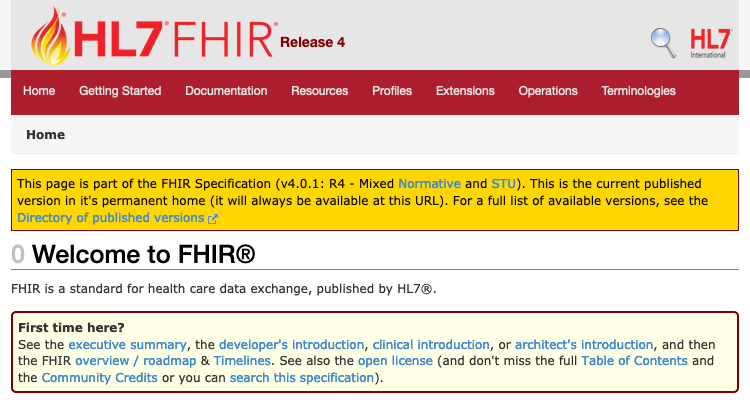 HL7® FHIR® Release 4
HL7®
International
Home Getting Started Documentation Resources Profiles Extensions Operations Terminologies
Home
This page is part of the FHIR Specification (v4.0.1: R4 - Mixed Normative and STU). This is the current published
version in it's permanent home (it will always be available at this URL). For a full list of available versions, see the
Directory of published versions
0 Welcome to FHIR®
FHIR is a standard for health care data exchange, published by HL7®.
First time here?
See the executive summary, the developer's introduction, clinical introduction, or architect's introduction, and then
the FHIR overview / roadmap & Timelines. See also the open license (and don't miss the full Table of Contents and
the Community Credits or you can search this specification).